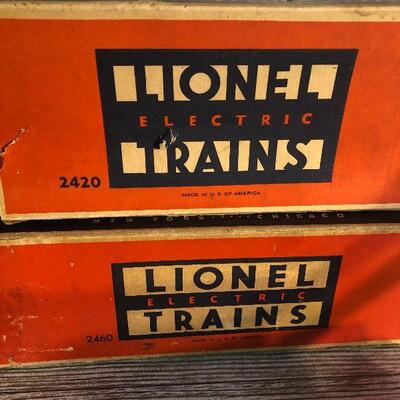 LIONEL
ELECTRIC
TRAINS
2420
MADE IN U. S. OF AMERICA
NEW YORK · · · CHICAGO
LIONEL
ELECTRIC
TRAINS
2460
MADE IN U. S. OF AMERICA